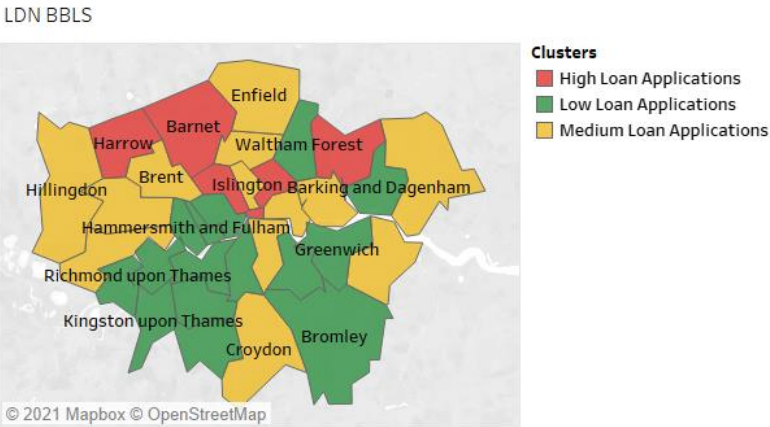 LDN BBLS
Clusters
High Loan Applications
Low Loan Applications
Medium Loan Applications
Enfield
Barnet
Harrow
Waltham Forest
Brent
Islington
Barking and Dagenham
Hillingdon
Hammersmith and Fulham
Greenwich
Richmond upon Thames
Kingston upon Thames
Bromley
Croydon
© 2021 Mapbox © OpenStreetMap